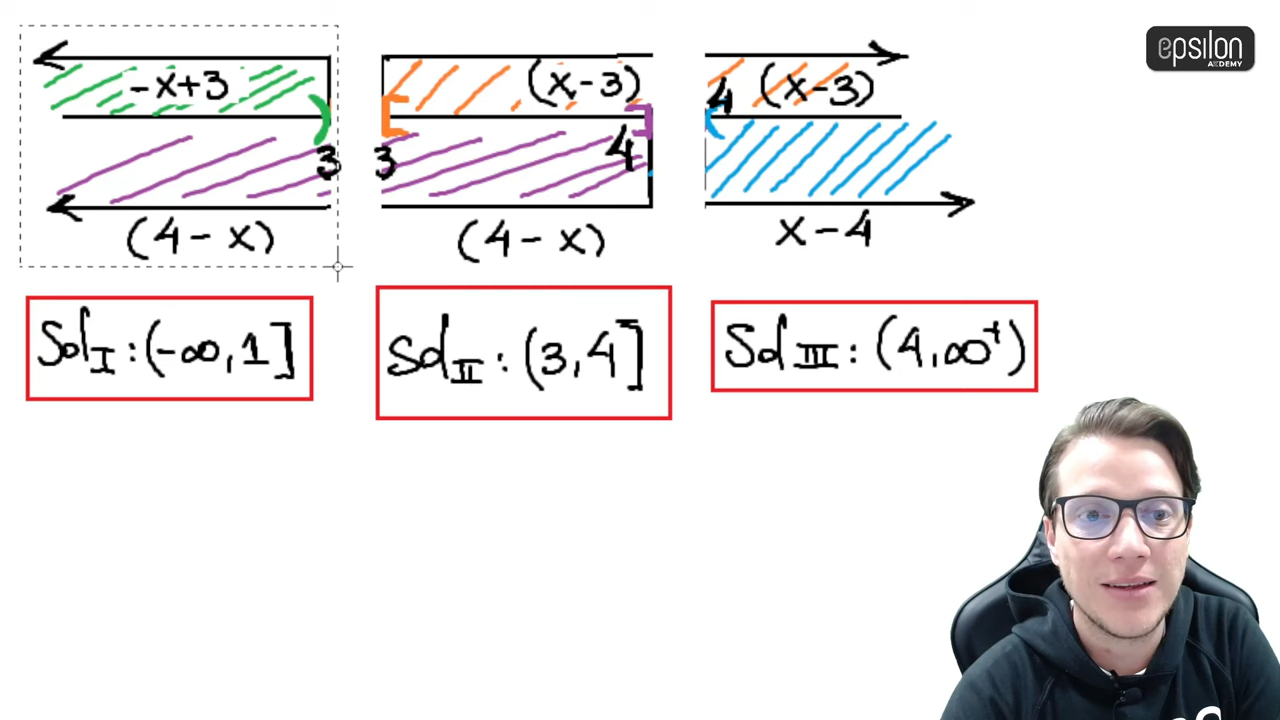 epsilon
AKDEMY
-x+3
3
(4-x)
(x-3)
3
4
(4-x)
4 (x-3)
x-4
Sol I : (-∞, 1]
Sol II : (3, 4]
Sol III : (4, ∞⁺)